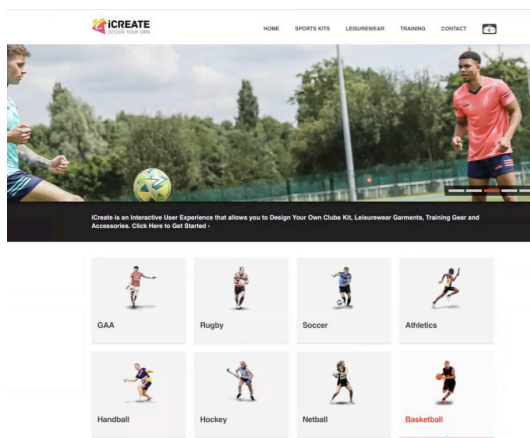 iCREATE
DESIGN YOUR OWN
HOME SPORTS KITS LEISUREWEAR TRAINING CONTACT
iCreate is an Interactive User Experience that allows you to Design Your Own Clubs Kit, Leisurewear Garments, Training Gear and
Accessories. Click Here to Get Started ›
GAA Rugby Soccer Athletics
Handball Hockey Netball Basketball